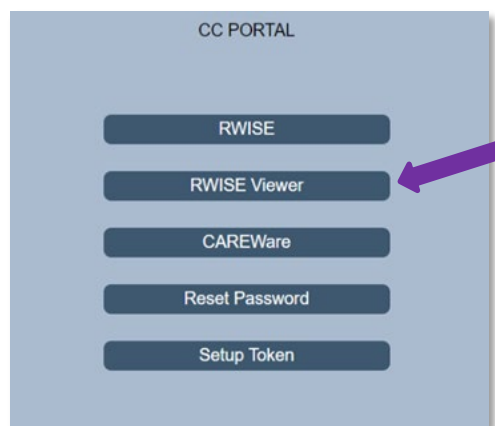 CC PORTAL
RWISE
RWISE Viewer
CAREWare
Reset Password
Setup Token